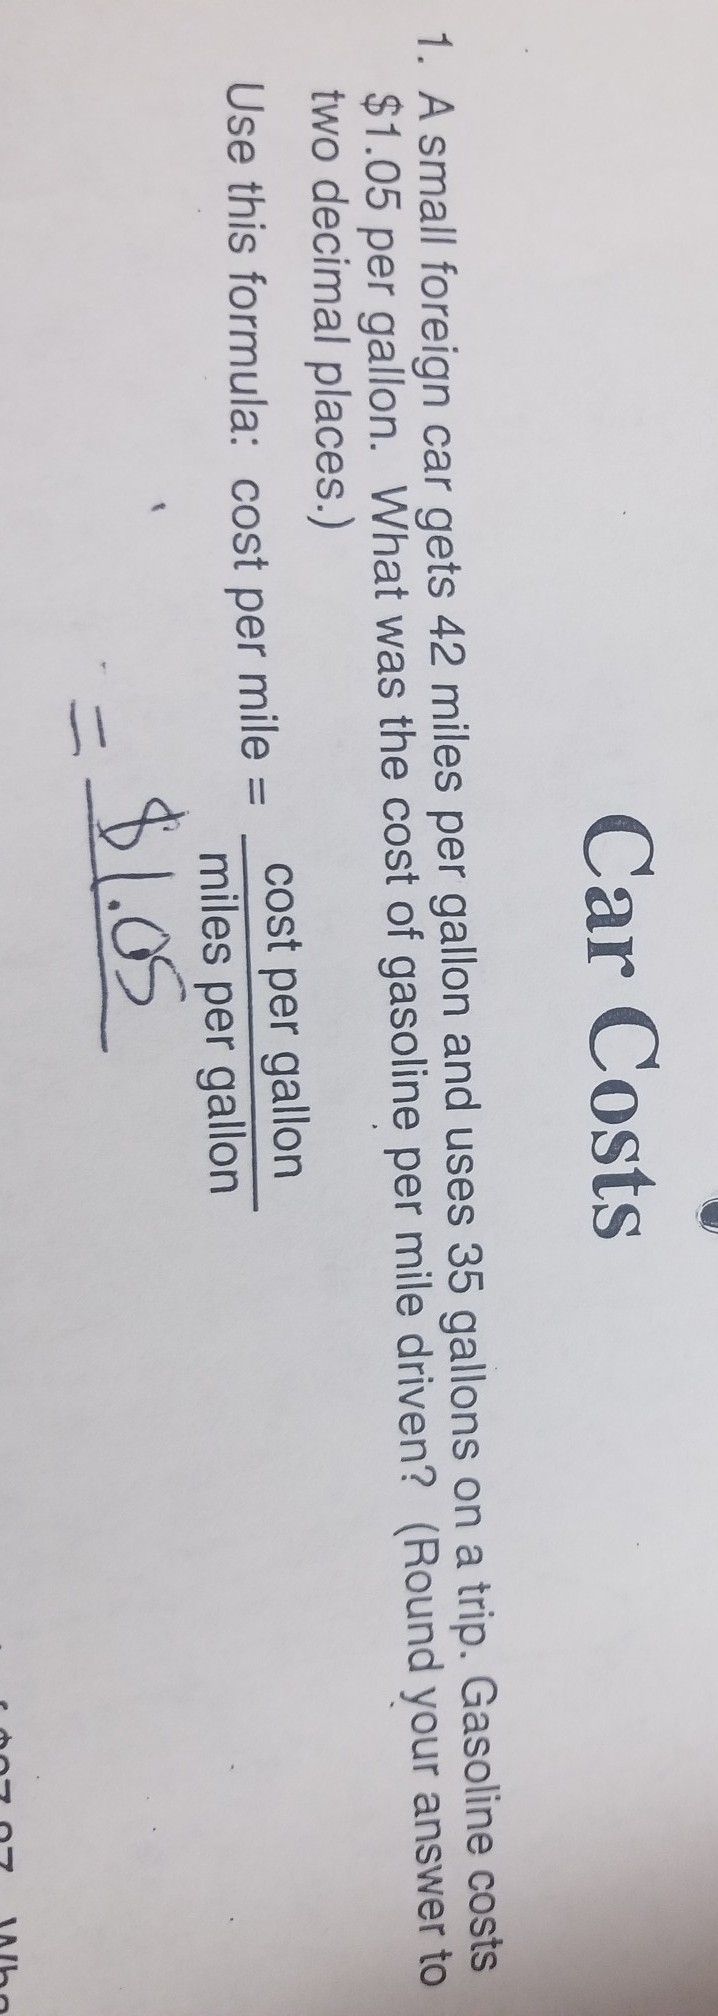 Car Costs
1. A small foreign car gets 42 miles per gallon and uses 35 gallons on a trip. Gasoline costs
$1.05 per gallon. What was the cost of gasoline per mile driven? (Round your answer to
two decimal places.)
Use this formula: cost per mile = cost per gallon
miles per gallon
= $1.05